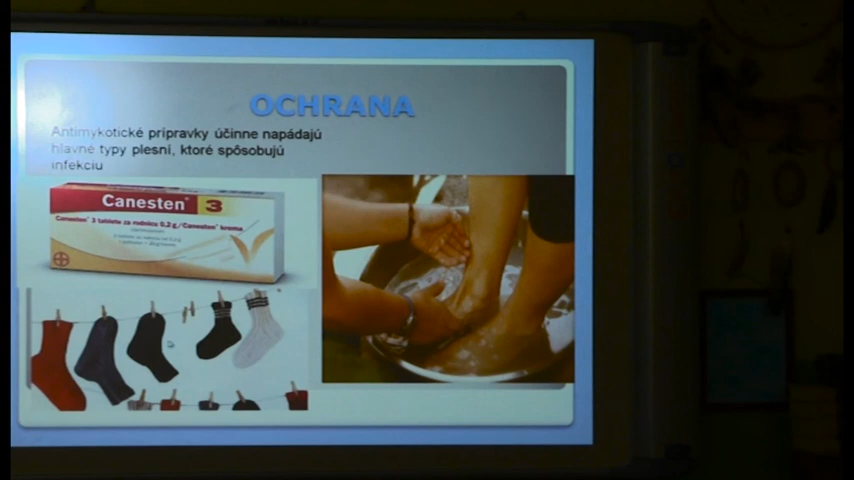 OCHRANA
Antimykotické prípravky účinne napádajú
hlavné typy plesní, ktoré spôsobujú
infekciu
Canesten® 3